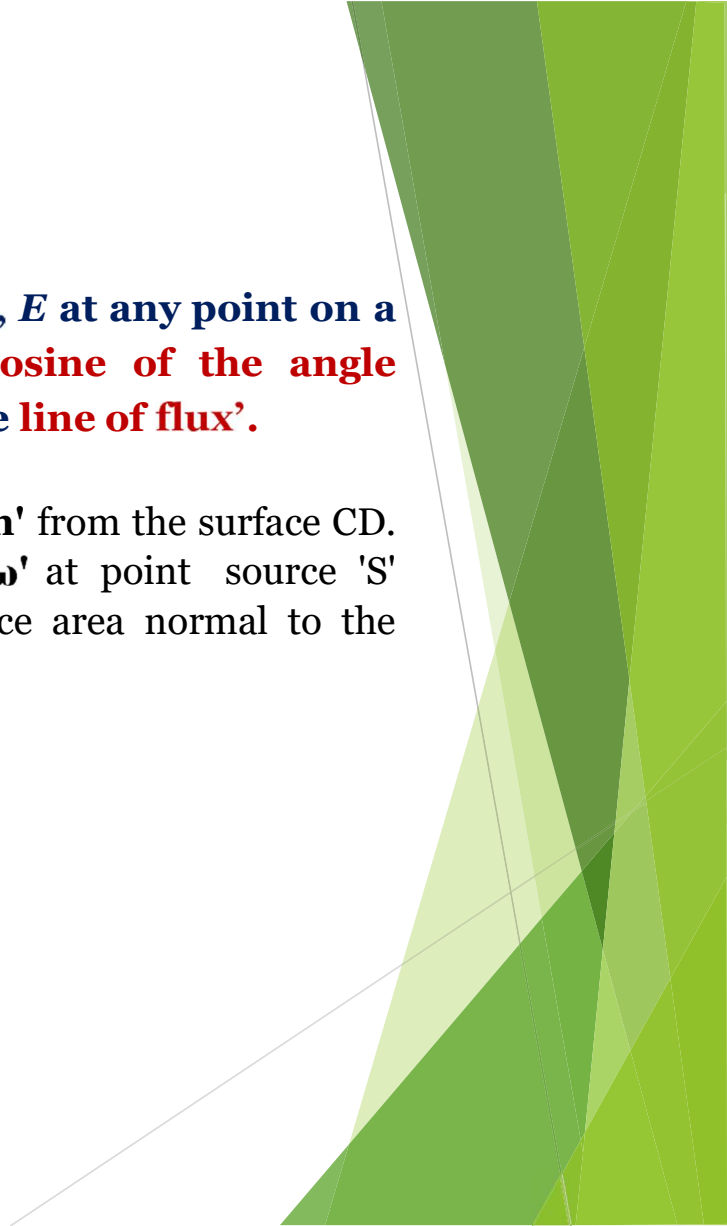 , E at any point on a
osine of the angle
e line of flux’.
n' from the surface CD.
ω' at point source 'S'
ce area normal to the